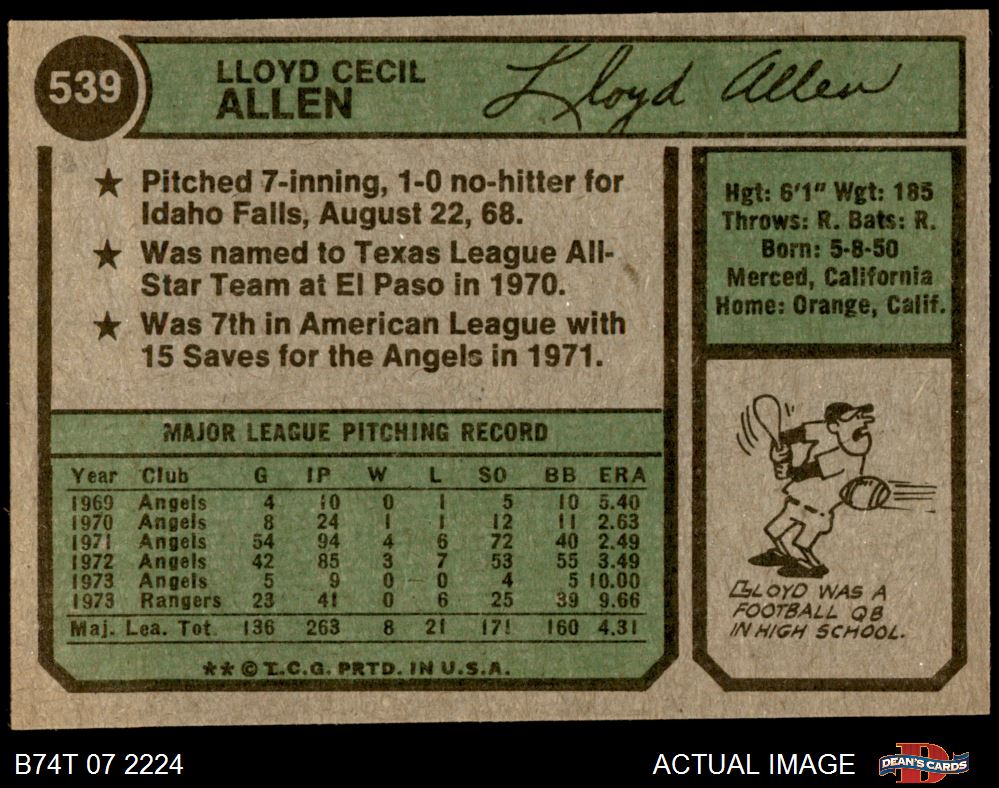 539
LLOYD CECIL
ALLEN
Lloyd Allen
★ Pitched 7-inning, 1-0 no-hitter for
Idaho Falls, August 22, 68.
★ Was named to Texas League All-
Star Team at El Paso in 1970.
★ Was 7th in American League with
15 Saves for the Angels in 1971.
Hgt: 6'1" Wgt: 185
Throws: R. Bats: R.
Born: 5-8-50
Merced, California
Home: Orange, Calif.
MAJOR LEAGUE PITCHING RECORD
Year Club G IP W L SO BB ERA
1969 Angels 4 10 0 1 5 10 5.40
1970 Angels 8 24 1 1 12 11 2.63
1971 Angels 54 94 4 6 72 40 2.49
1972 Angels 42 85 3 7 53 55 3.49
1973 Angels 5 9 0 0 4 5 10.00
1973 Rangers 23 41 0 6 25 39 9.66
Maj. Lea. Tot. 136 263 8 21 171 160 4.31
** © T.C.G. PRTD. IN U.S.A.
LLOYD WAS A
FOOTBALL QB
IN HIGH SCHOOL.
B74T 07 2224
ACTUAL IMAGE
D
DEAN'S CARDS